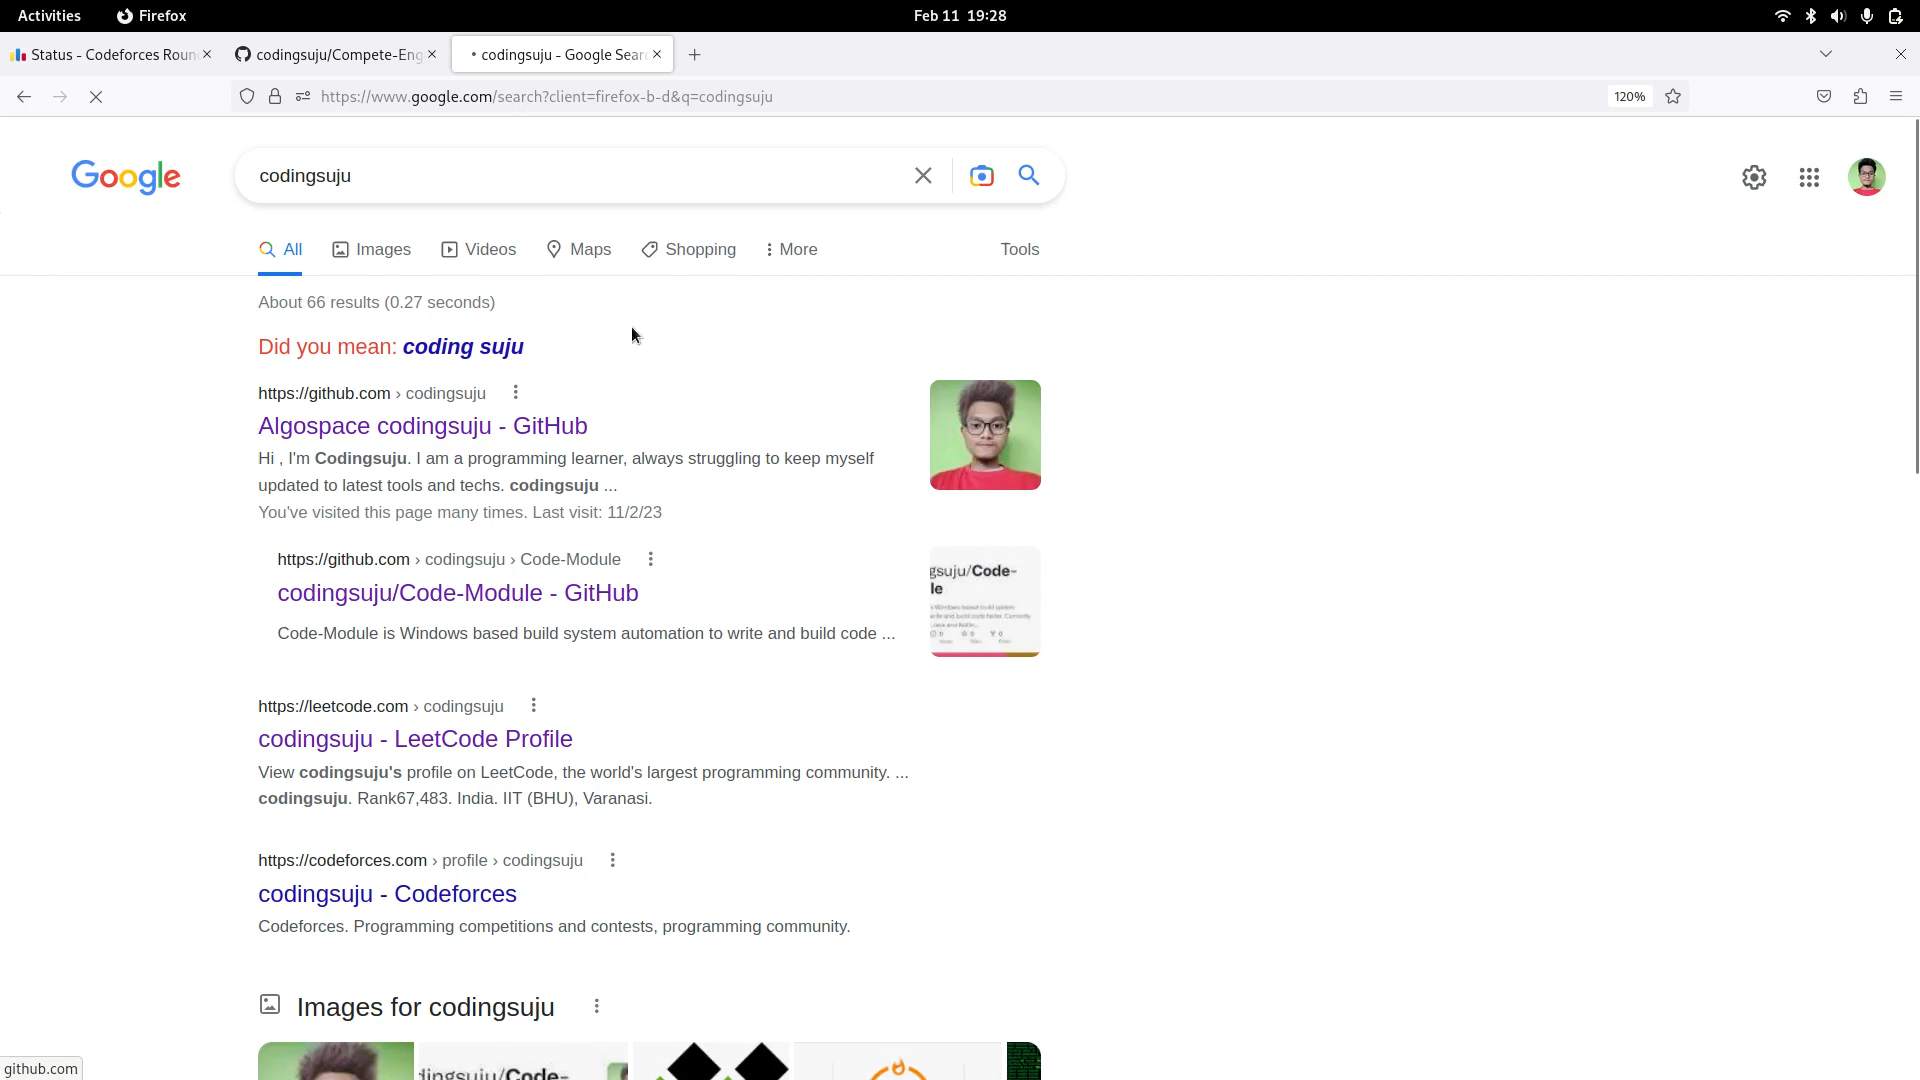 Activities Firefox Feb 11 19:28
Status - Codeforces Roun codingsuju/Compete-Eng codingsuju - Google Sear
https://www.google.com/search?client=firefox-b-d&q=codingsuju 120%
Google codingsuju
All Images Videos Maps Shopping More Tools
About 66 results (0.27 seconds)
Did you mean: coding suju
https://github.com › codingsuju
Algospace codingsuju - GitHub
Hi , I'm Codingsuju. I am a programming learner, always struggling to keep myself
updated to latest tools and techs. codingsuju ...
You've visited this page many times. Last visit: 11/2/23
https://github.com › codingsuju › Code-Module
codingsuju/Code-Module - GitHub
Code-Module is Windows based build system automation to write and build code ...
gsuju/Code-
le
https://leetcode.com › codingsuju
codingsuju - LeetCode Profile
View codingsuju's profile on LeetCode, the world's largest programming community. ...
codingsuju. Rank67,483. India. IIT (BHU), Varanasi.
https://codeforces.com › profile › codingsuju
codingsuju - Codeforces
Codeforces. Programming competitions and contests, programming community.
Images for codingsuju
dingsuju/Code-
github.com